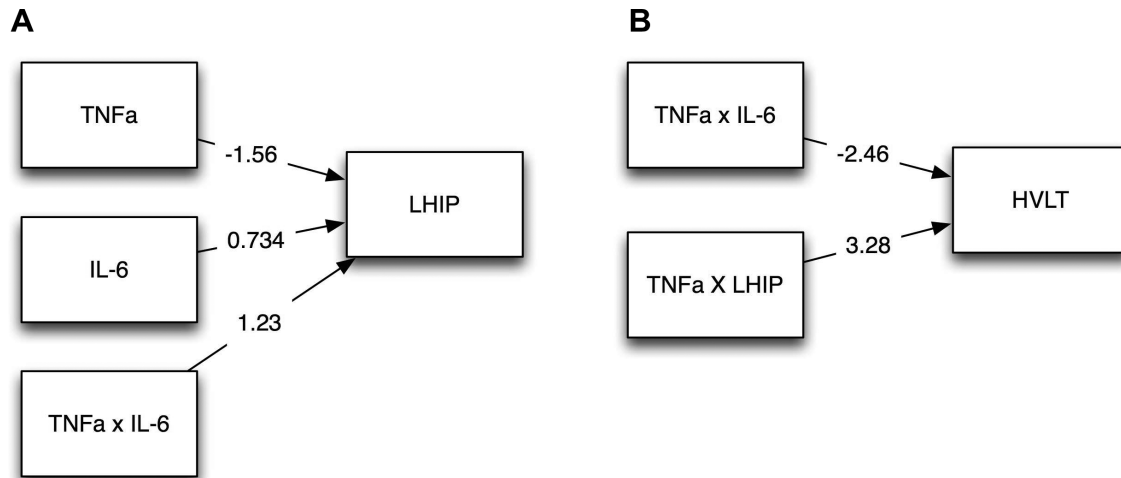 A
B
TNFa
-1.56
LHIP
IL-6
0.734
1.23
TNFa x IL-6
TNFa x IL-6
-2.46
HVLT
3.28
TNFa X LHIP